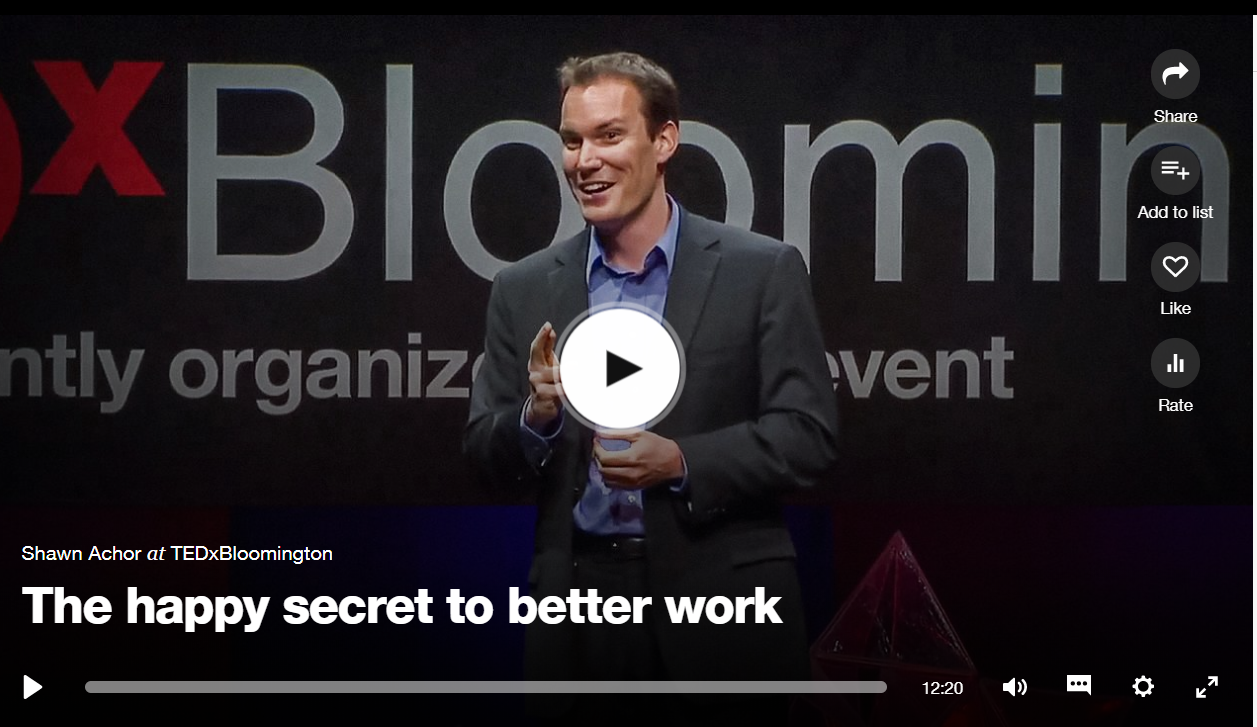 xBloomin
ntly organiz event
Share
Add to list
Like
Rate
Shawn Achor at TEDxBloomington
The happy secret to better work
12:20